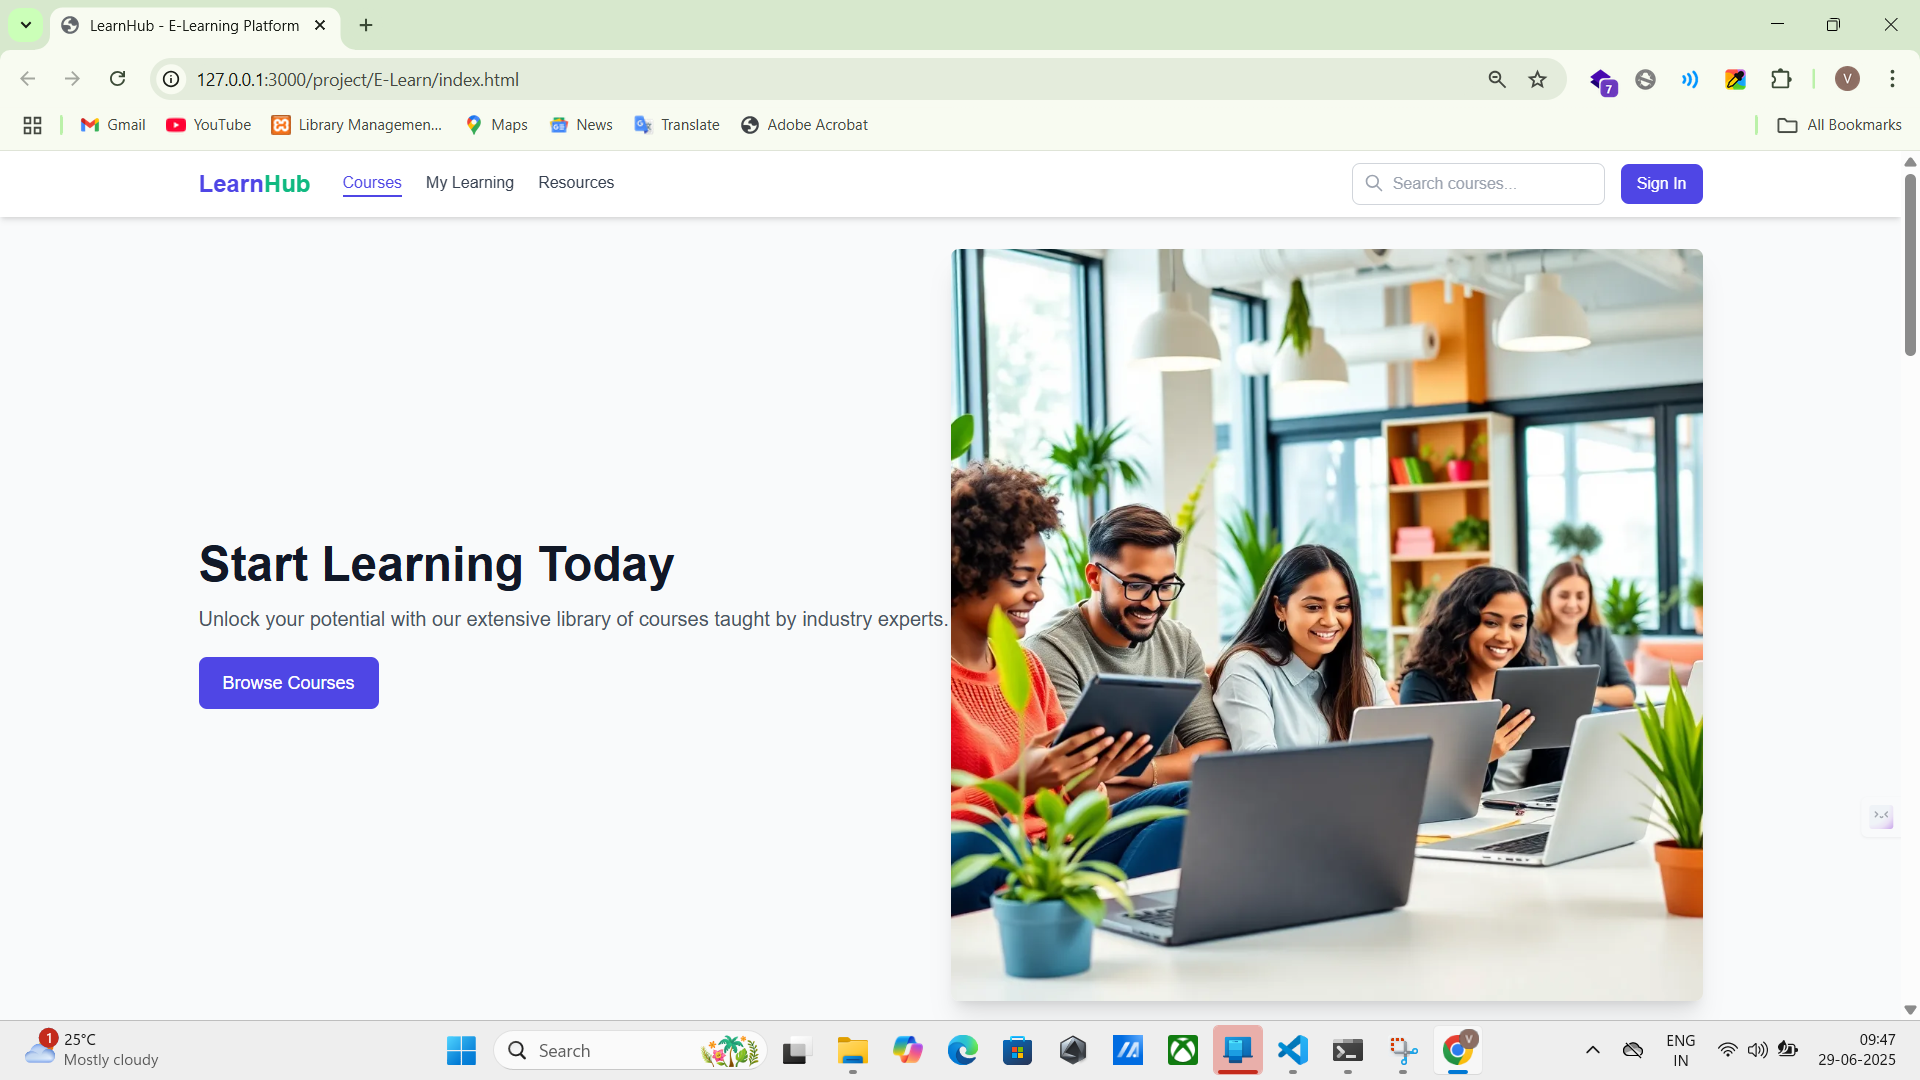 LearnHub - E-Learning Platform
127.0.0.1:3000/project/E-Learn/index.html
7
V
Gmail
YouTube
Library Managemen...
Maps
News
Translate
Adobe Acrobat
All Bookmarks
LearnHub
Courses
My Learning
Resources
Search courses...
Sign In
Start Learning Today
Unlock your potential with our extensive library of courses taught by industry experts.
Browse Courses
1
25°C
Mostly cloudy
Search
V
ENG
IN
09:47
29-06-2025